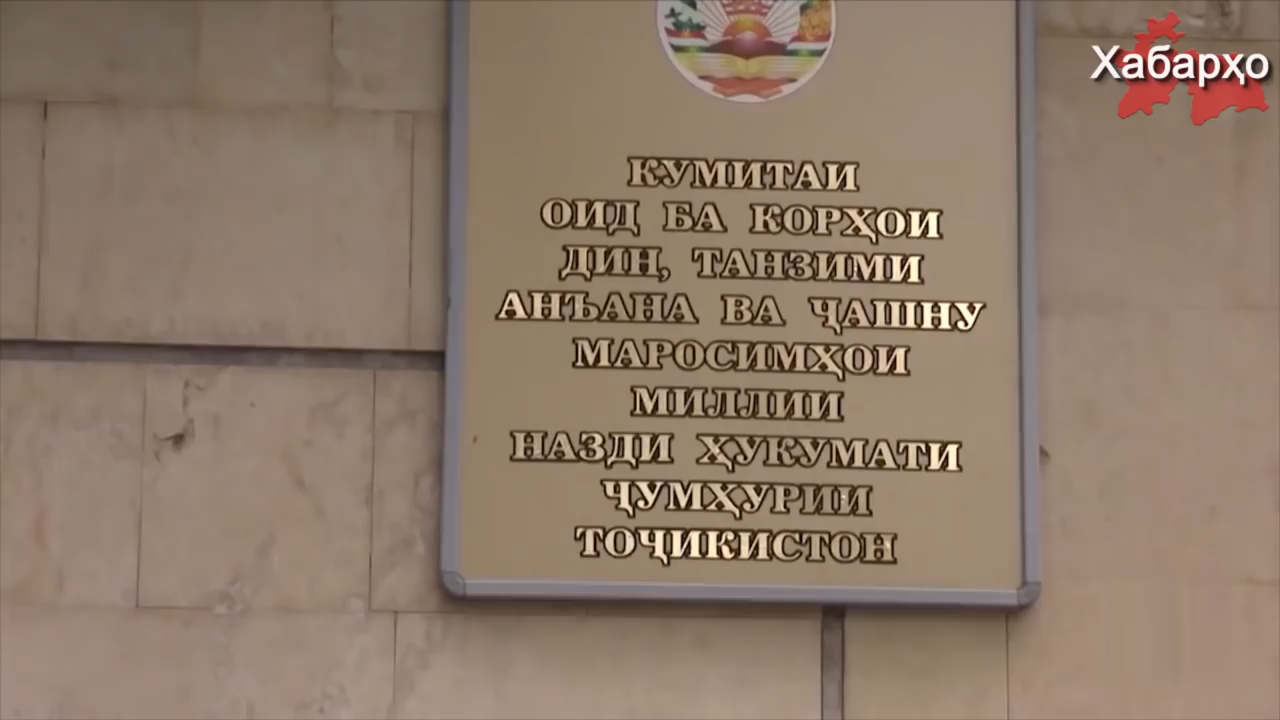 Хабарҳо
КУМИТАИ
ОИД БА КОРҲОИ
ДИН, ТАНЗИМИ
АНЪАНА ВА ҶАШНУ
МАРОСИМҲОИ
МИЛЛИИ
НАЗДИ ҲУКУМАТИ
ҶУМҲУРИИ
ТОҶИКИСТОН